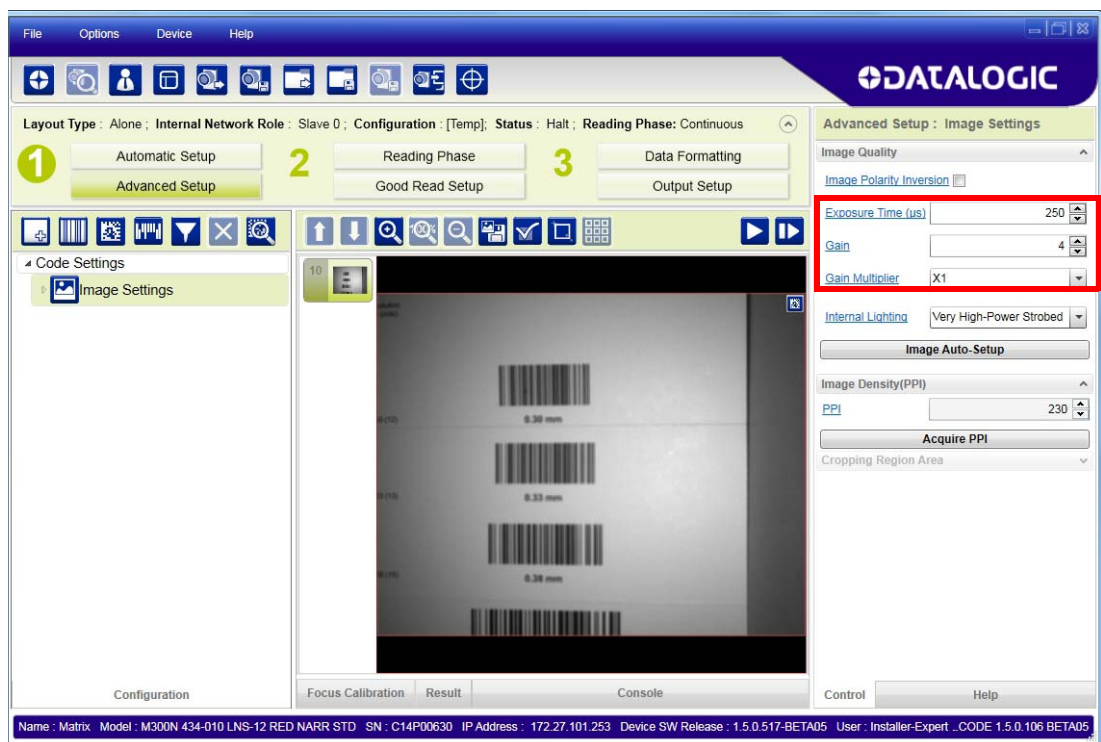 File Options Device Help
DATALOGIC
Layout Type : Alone ; Internal Network Role : Slave 0 ; Configuration : [Temp]; Status : Halt ; Reading Phase: Continuous
1 Automatic Setup 2 Reading Phase 3 Data Formatting
Advanced Setup Good Read Setup Output Setup
Code Settings
Image Settings
10
100%
0.30 mm
0.33 mm
0.38 mm
Configuration
Focus Calibration Result Console
Advanced Setup : Image Settings
Image Quality
Image Polarity Inversion
Exposure Time (µs) 250
Gain 4
Gain Multiplier X1
Internal Lighting Very High-Power Strobed
Image Auto-Setup
Image Density(PPI)
PPI 230
Acquire PPI
Cropping Region Area
Control Help
Name : Matrix Model : M300N 434-010 LNS-12 RED NARR STD SN : C14P00630 IP Address : 172.27.101.253 Device SW Release : 1.5.0.517-BETA05 User : Installer-Expert ..CODE 1.5.0.106 BETA05